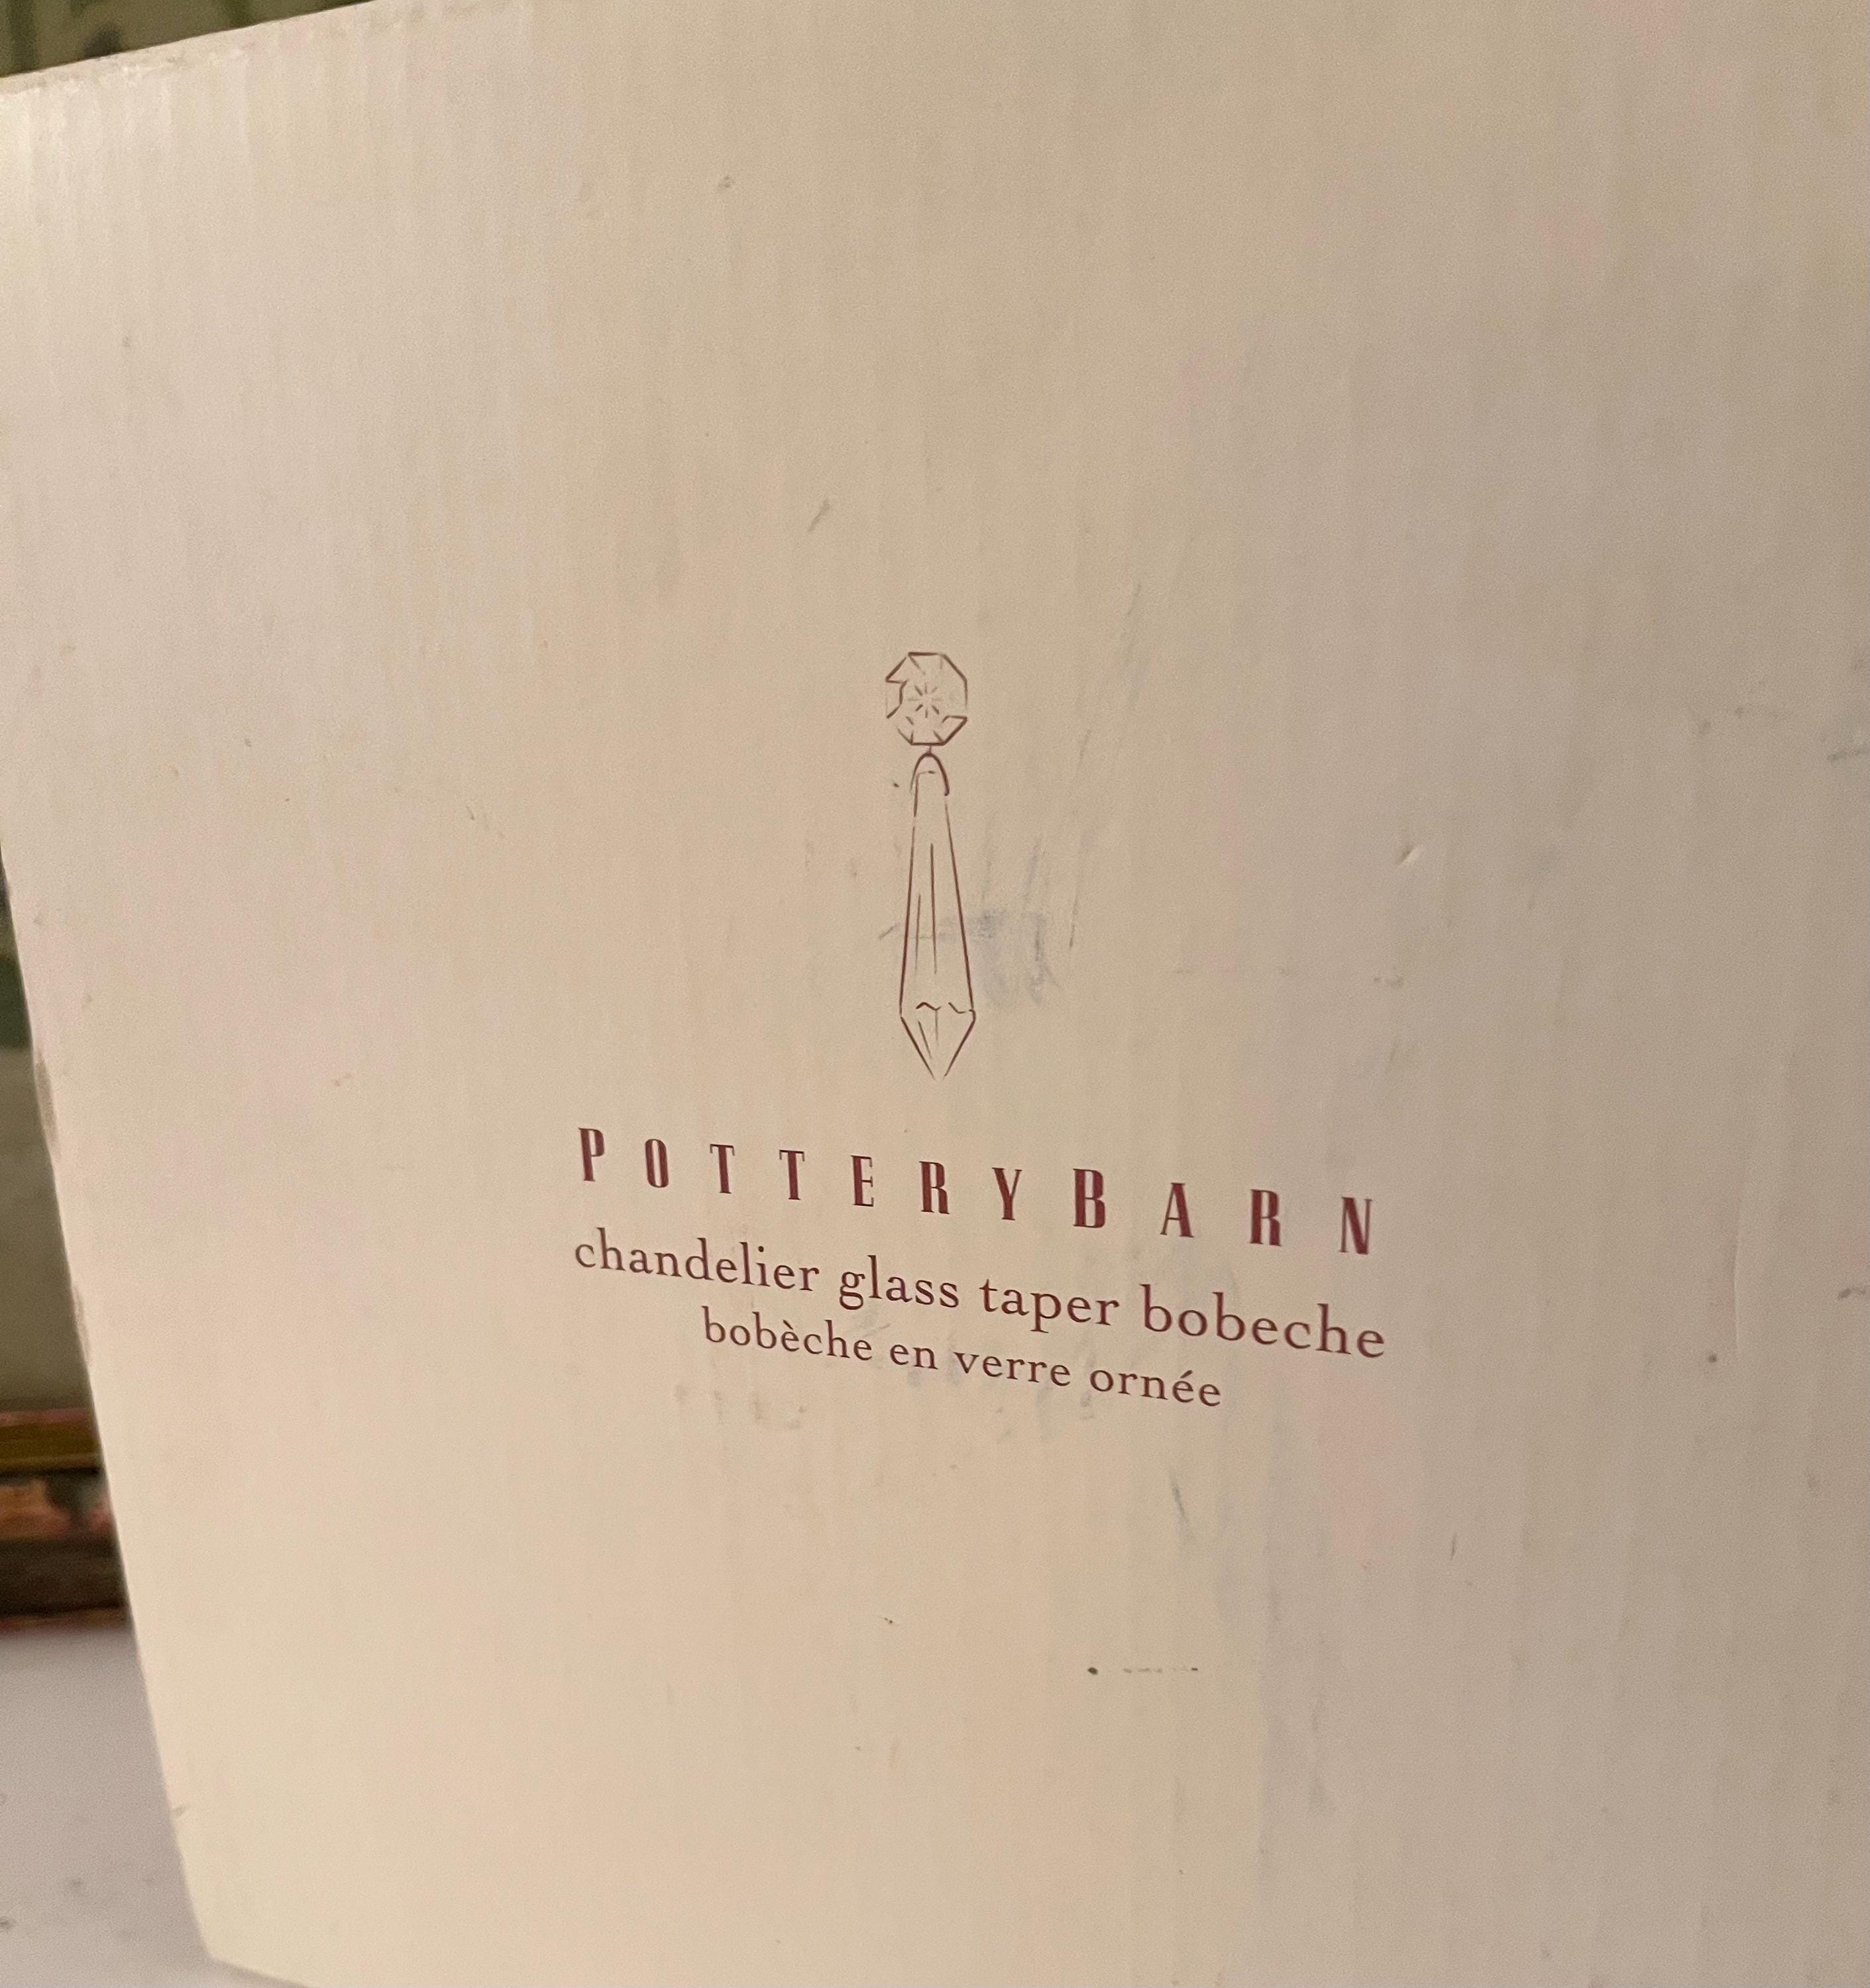 POTTERYBARN
chandelier glass taper bobeche
bobèche en verre ornée